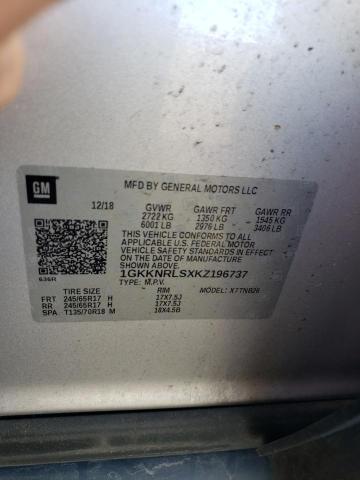 GM
MFD BY GENERAL MOTORS LLC
12/18 GVWR GAWR FRT GAWR RR
2722 KG 1350 KG 1545 KG
6001 LB 2976 LB 3406 LB
THIS VEHICLE CONFORMS TO ALL
APPLICABLE U.S. FEDERAL MOTOR
VEHICLE SAFETY STANDARDS IN
EFFECT ON THE DATE OF MANUFACTURE
SHOWN ABOVE.
636R 1GKKNRLSXKZ196737
TYPE: M.P.V. MODEL: X7TNB26
TIRE SIZE RIM
FRT 245/65R17 H 17X7.5J
RR 245/65R17 H 17X7.5J
SPA T135/70R18 M 18X4.5B